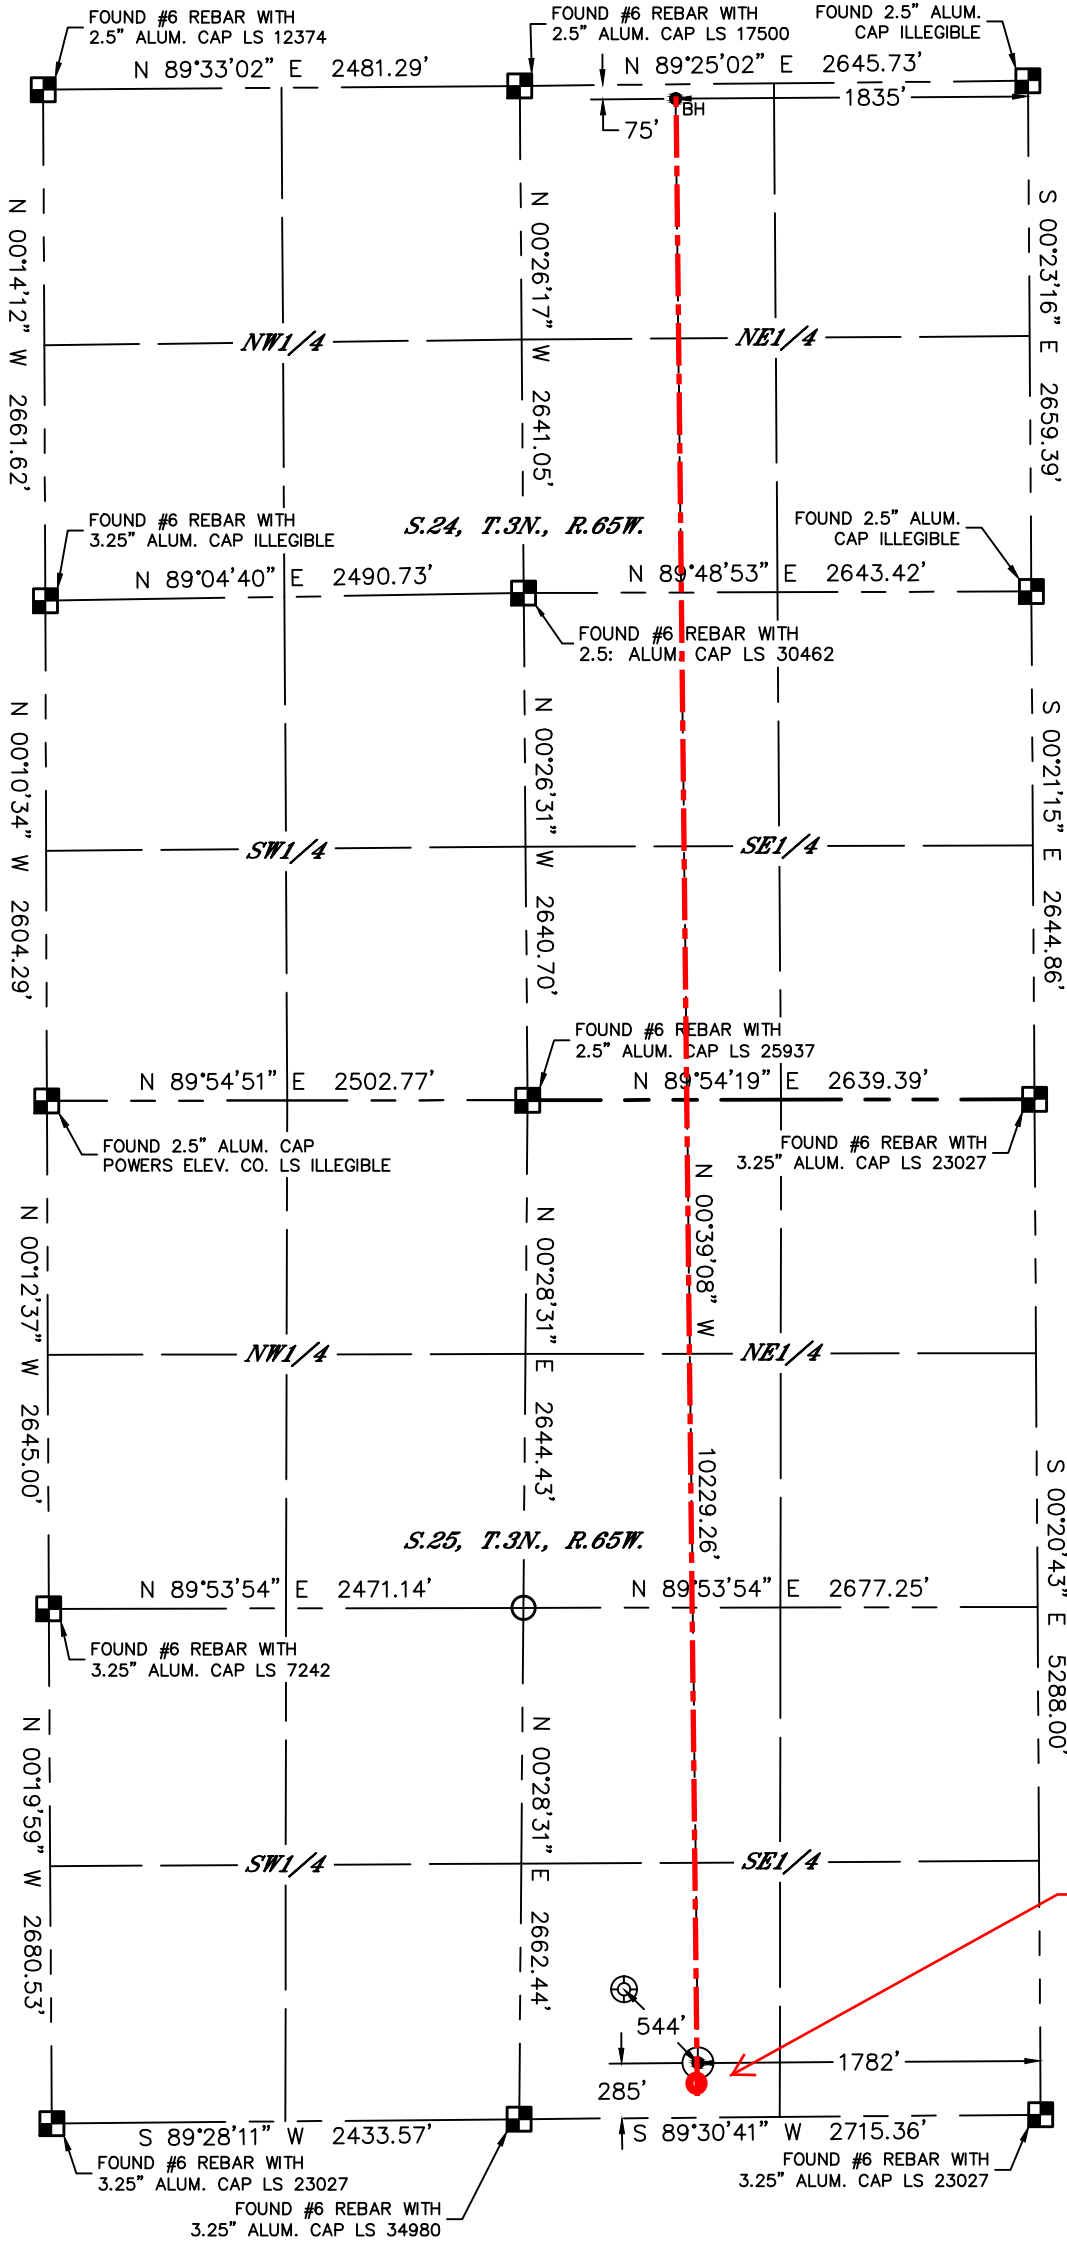 FOUND #6 REBAR WITH
2.5" ALUM. CAP LS 12374
FOUND #6 REBAR WITH
2.5" ALUM. CAP LS 17500
FOUND 2.5" ALUM.
CAP ILLEGIBLE
N 89°33'02" E 2481.29'
N 89°25'02" E 2645.73'
1835'
BH
75'
N 00°14'12" W 2661.62'
N 00°26'17" W 2641.05'
S 00°23'16" E 2659.39'
NW1/4
NE1/4
S.24, T.3N., R.65W.
FOUND #6 REBAR WITH
3.25" ALUM. CAP ILLEGIBLE
FOUND 2.5" ALUM.
CAP ILLEGIBLE
N 89°04'40" E 2490.73'
N 89°48'53" E 2643.42'
FOUND #6 REBAR WITH
2.5: ALUM. CAP LS 30462
N 00°10'34" W 2604.29'
N 00°26'31" W 2640.70'
S 00°21'15" E 2644.86'
SW1/4
SE1/4
FOUND #6 REBAR WITH
2.5" ALUM. CAP LS 25937
N 89°54'51" E 2502.77'
N 89°54'19" E 2639.39'
FOUND 2.5" ALUM. CAP
POWERS ELEV. CO. LS ILLEGIBLE
FOUND #6 REBAR WITH
3.25" ALUM. CAP LS 23027
N 00°12'37" W 2645.00'
N 00°28'31" E 2644.43'
N 00°39'08" W 10229.26'
S 00°20'43" E 5288.00'
NW1/4
NE1/4
S.25, T.3N., R.65W.
N 89°53'54" E 2471.14'
N 89°53'54" E 2677.25'
FOUND #6 REBAR WITH
3.25" ALUM. CAP LS 7242
N 00°19'59" W 2680.53'
N 00°28'31" E 2662.44'
SW1/4
SE1/4
544'
1782'
285'
S 89°28'11" W 2433.57'
S 89°30'41" W 2715.36'
FOUND #6 REBAR WITH
3.25" ALUM. CAP LS 23027
FOUND #6 REBAR WITH
3.25" ALUM. CAP LS 23027
FOUND #6 REBAR WITH
3.25" ALUM. CAP LS 34980